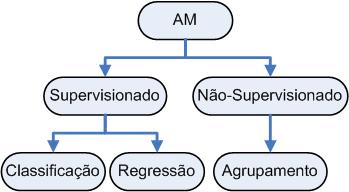 AM
Supervisionado
Não-Supervisionado
Classificação
Regressão
Agrupamento